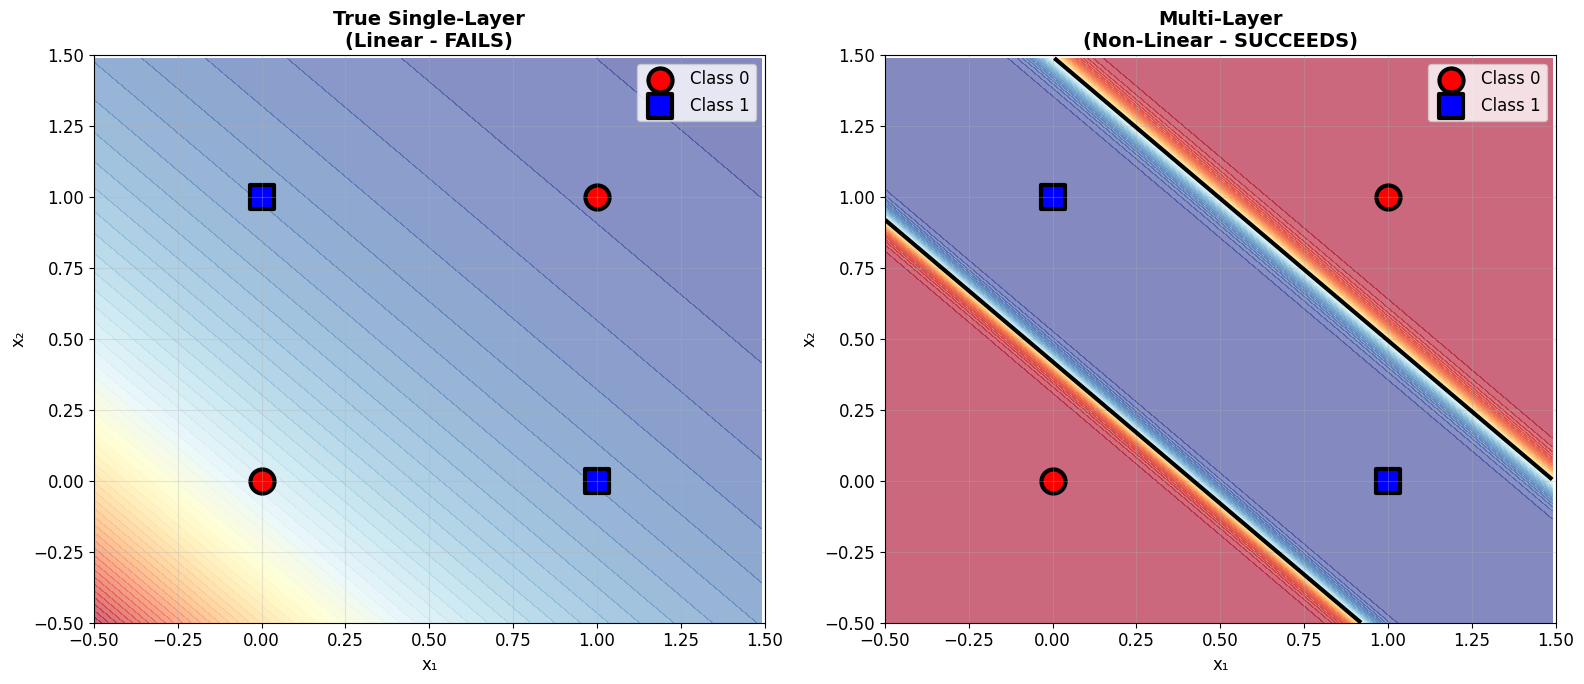 True Single-Layer
(Linear - FAILS)
1.50
1.25
1.00
0.75
0.50
0.25
0.00
−0.25
−0.50
x₂
−0.50 −0.25 0.00 0.25 0.50 0.75 1.00 1.25 1.50
x₁
Class 0
Class 1
Multi-Layer
(Non-Linear - SUCCEEDS)
1.50
1.25
1.00
0.75
0.50
0.25
0.00
−0.25
−0.50
x₂
−0.50 −0.25 0.00 0.25 0.50 0.75 1.00 1.25 1.50
x₁
Class 0
Class 1